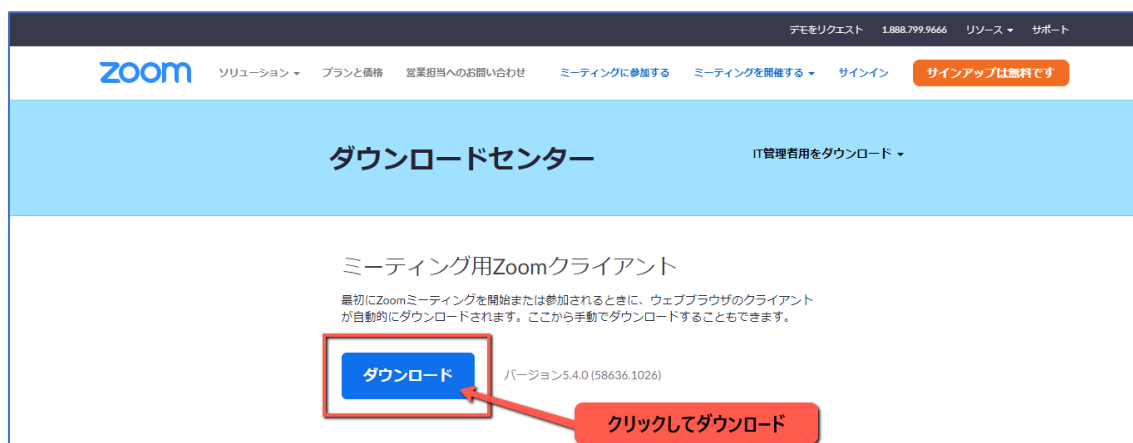 デモをリクエスト 1.888.799.9666 リソース サポート
zoom ソリューション プランと価格 営業担当へのお問い合わせ ミーティングに参加する ミーティングを開催する サインイン サインアップは無料です
ダウンロードセンター IT管理者用をダウンロード
ミーティング用Zoomクライアント
最初にZoomミーティングを開始または参加されるときに、ウェブブラウザのクライアント
が自動的にダウンロードされます。ここから手動でダウンロードすることもできます。
ダウンロード バージョン5.4.0 (58636.1026)
クリックしてダウンロード